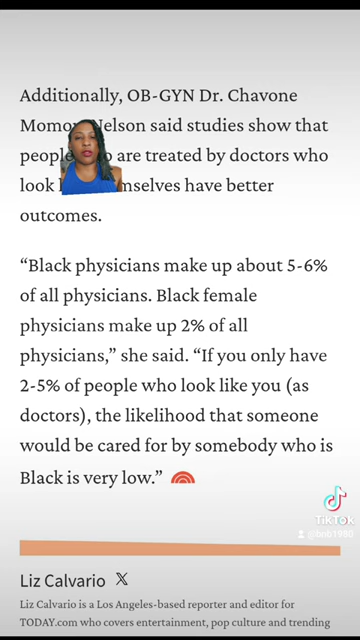 Additionally, OB-GYN Dr. Chavone
Nelson said studies show that
are treated by doctors who
look have better
outcomes.
“Black physicians make up about 5-6%
of all physicians. Black female
physicians make up 2% of all
physicians,” she said. “If you only have
2-5% of people who look like you (as
doctors), the likelihood that someone
would be cared for by somebody who is
Black is very low.”
TikTok
@bnb1980
Liz Calvario X
Liz Calvario is a Los Angeles-based reporter and editor for
TODAY.com who covers entertainment, pop culture and trending